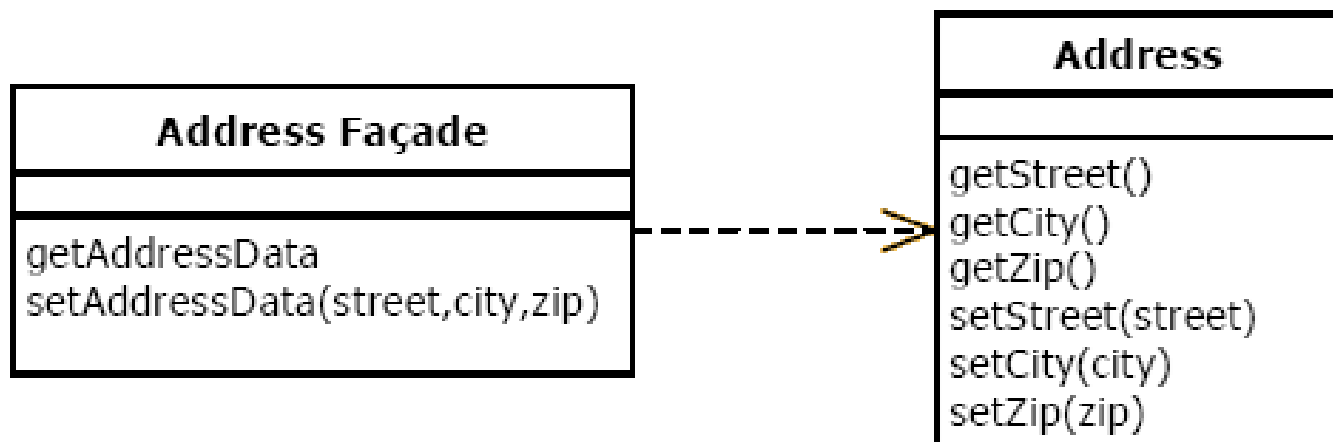 Address Façade
getAddressData
setAddressData(street,city,zip)
Address
getStreet()
getCity()
getZip()
setStreet(street)
setCity(city)
setZip(zip)